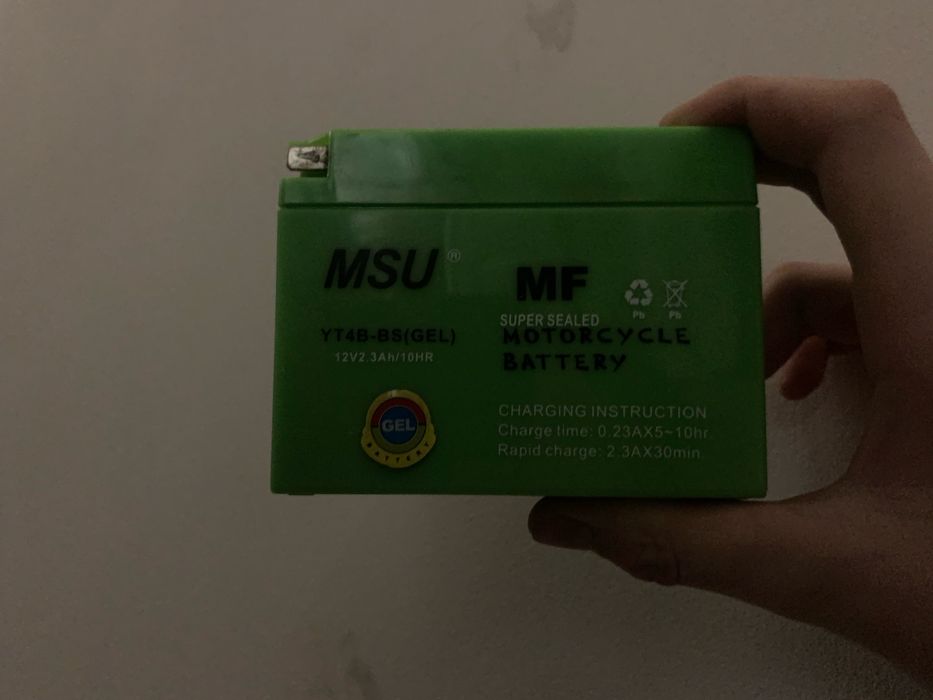 MSU®
YT4B-BS(GEL)
12V2.3Ah/10HR
GEL
BATTERY
MF
SUPER SEALED
MOTORCYCLE
BATTERY
Pb Pb
CHARGING INSTRUCTION
Charge time: 0.23AX5~10hr.
Rapid charge: 2.3AX30min.